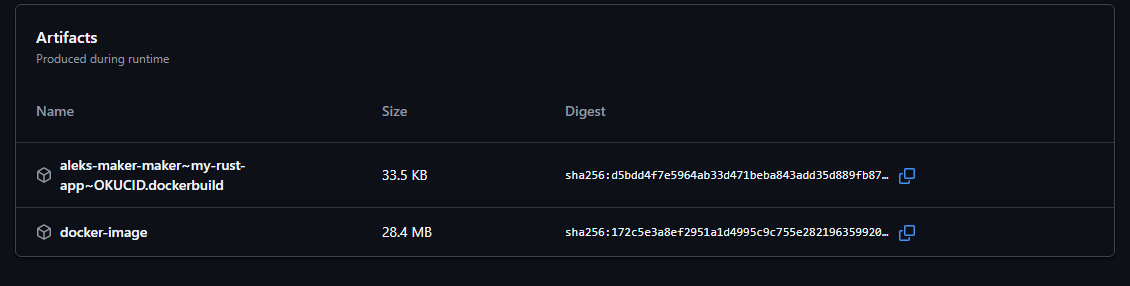 Artifacts
Produced during runtime
Name Size Digest
aleks-maker-maker~my-rust-
app~OKUCID.dockerbuild 33.5 KB sha256:d5bdd4f7e5964ab33d471beba843add35d889fb87…
docker-image 28.4 MB sha256:172c5e3a8ef2951a1d4995c9c755e282196359920…